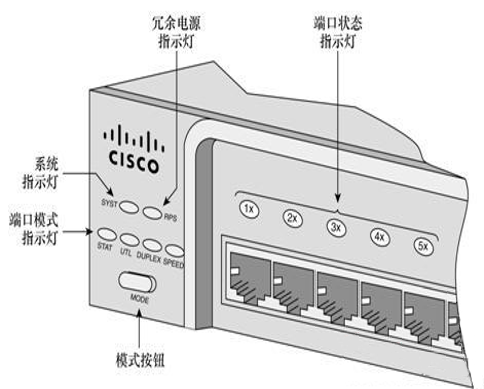 冗余电源
指示灯
端口状态
指示灯
CISCO
系统
指示灯
SYST
RPS
1x
2x
3x
4x
5x
端口模式
指示灯
STAT
UTL
DUPLEX
SPEED
MODE
模式按钮